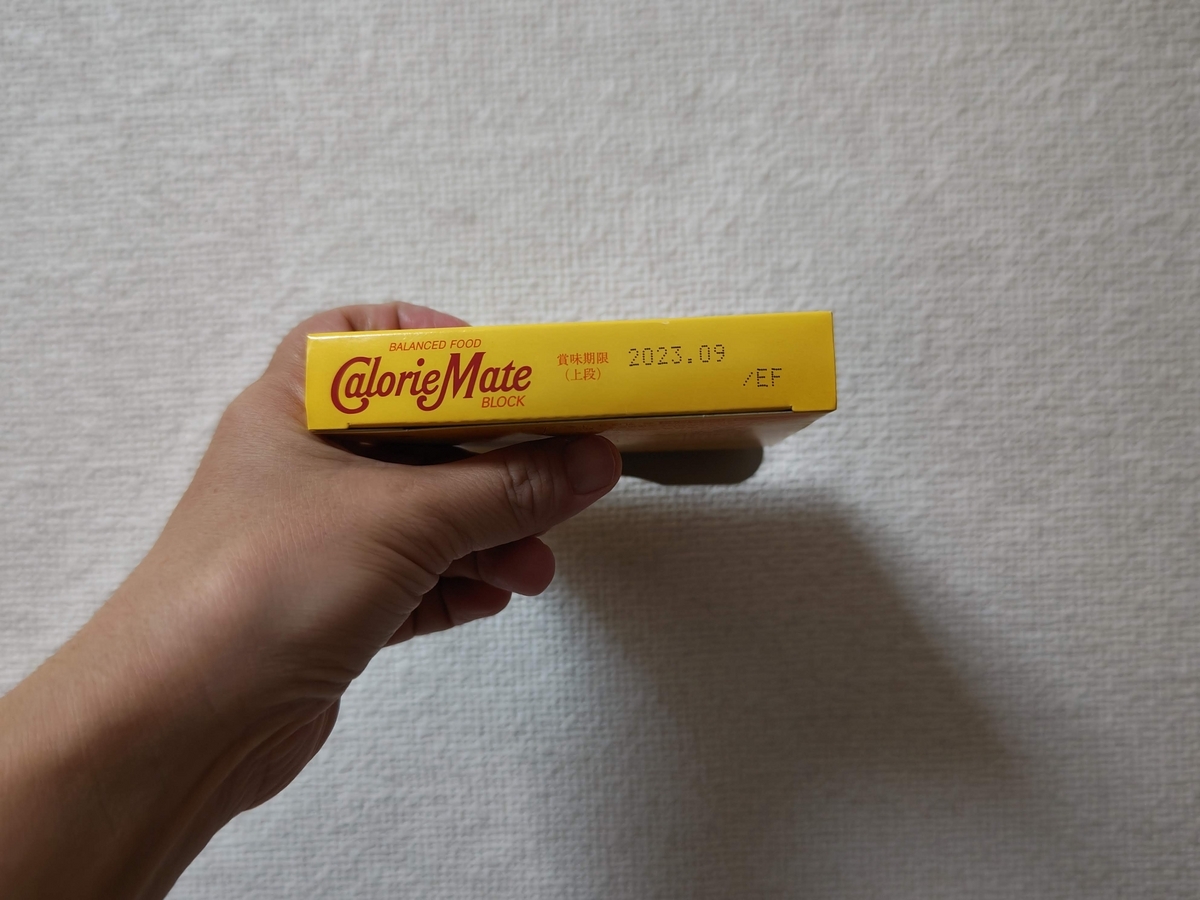 BALANCED FOOD
CalorieMate
BLOCK
賞味期限
(上段)
2023.09
/EF